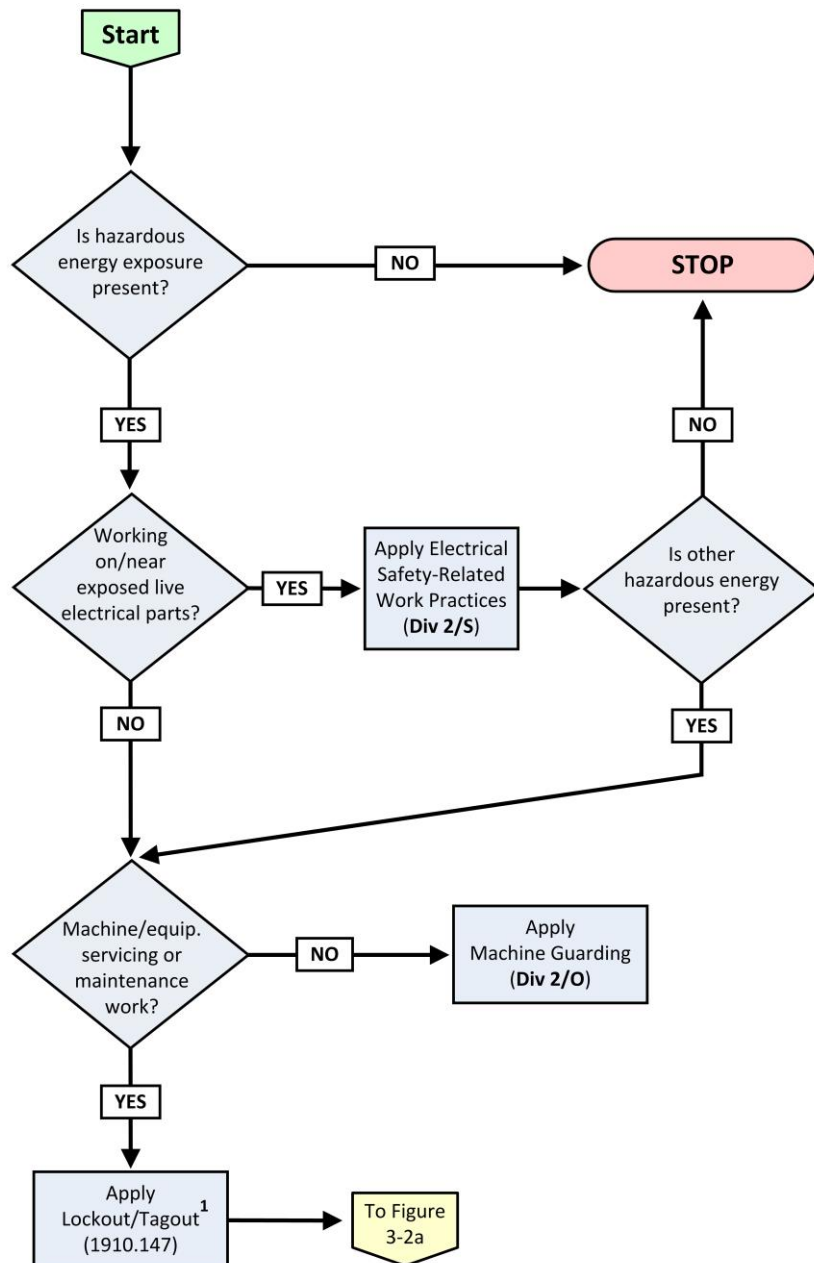 Start
Is hazardous
energy exposure
present?
NO
STOP
YES
NO
Working
on/near
exposed live
electrical parts?
YES
Apply Electrical
Safety-Related
Work Practices
(Div 2/S)
Is other
hazardous energy
present?
NO
YES
Machine/equip.
servicing or
maintenance
work?
NO
Apply
Machine Guarding
(Div 2/O)
YES
Apply
Lockout/Tagout1
(1910.147)
To Figure
3-2a